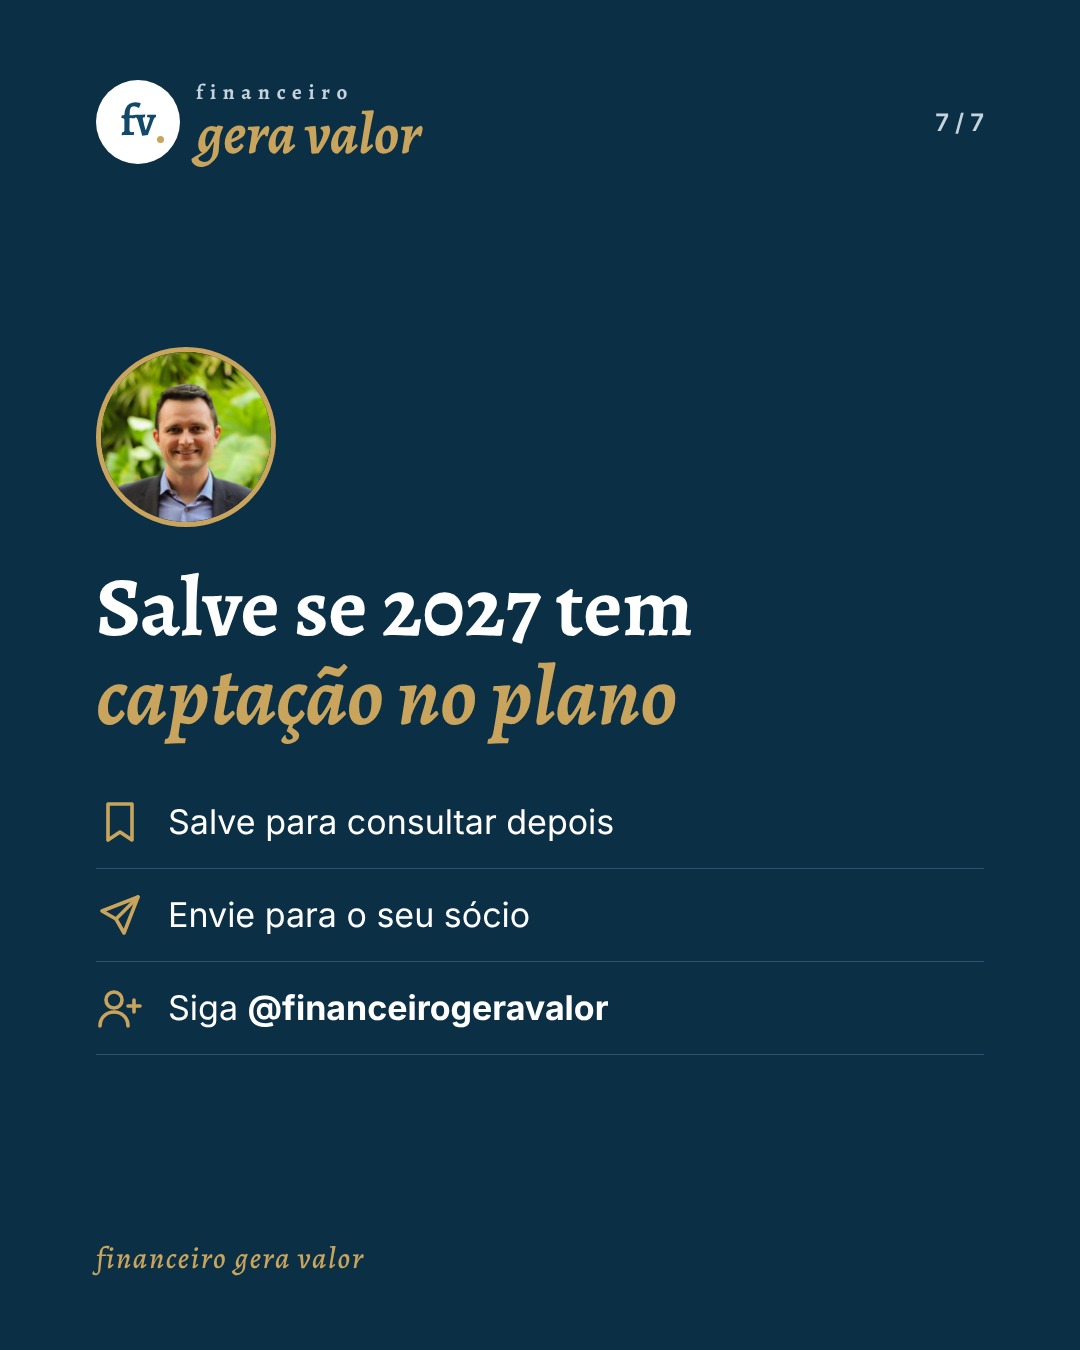 fv.
financeiro
gera valor
7 / 7
Salve se 2027 tem
captação no plano
Salve para consultar depois
Envie para o seu sócio
Siga @financeirogeravalor
financeiro gera valor